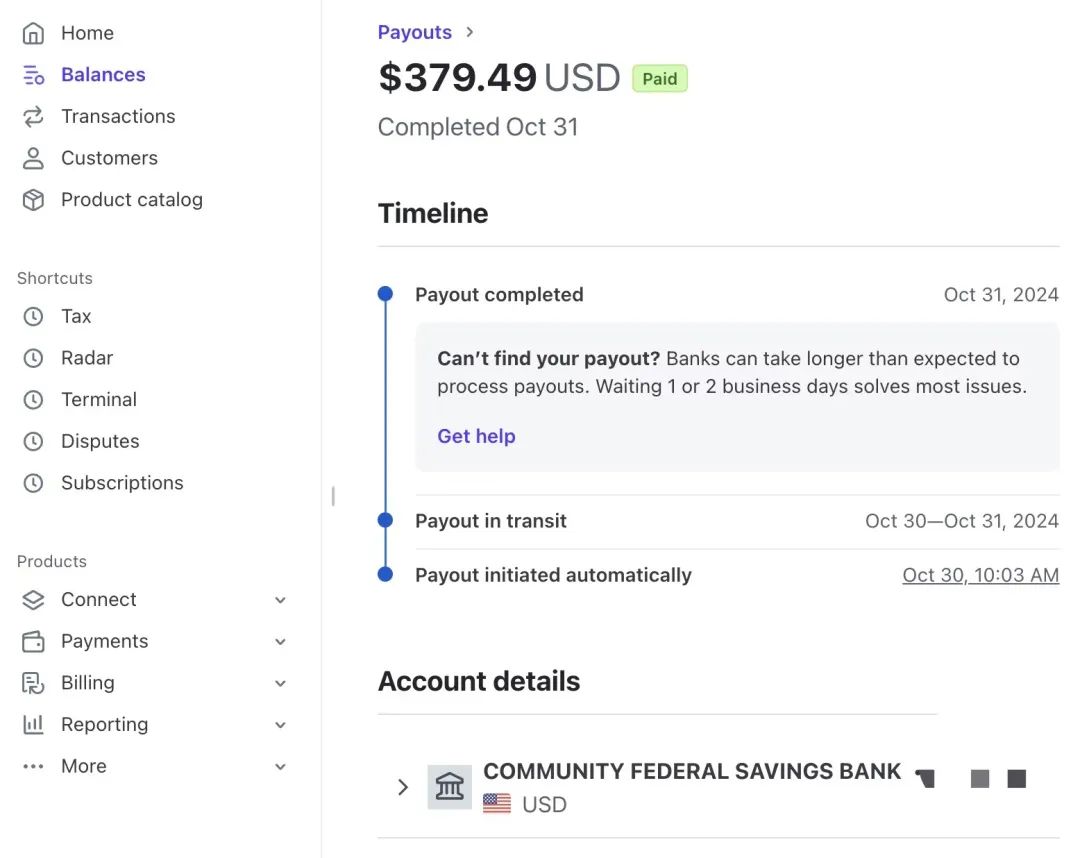 Home
Balances
Transactions
Customers
Product catalog
Shortcuts
Tax
Radar
Terminal
Disputes
Subscriptions
Products
Connect
Payments
Billing
Reporting
More
Payouts
$379.49 USD Paid
Completed Oct 31
Timeline
Payout completed Oct 31, 2024
Can’t find your payout? Banks can take longer than expected to
process payouts. Waiting 1 or 2 business days solves most issues.
Get help
Payout in transit Oct 30—Oct 31, 2024
Payout initiated automatically Oct 30, 10:03 AM
Account details
COMMUNITY FEDERAL SAVINGS BANK
USD